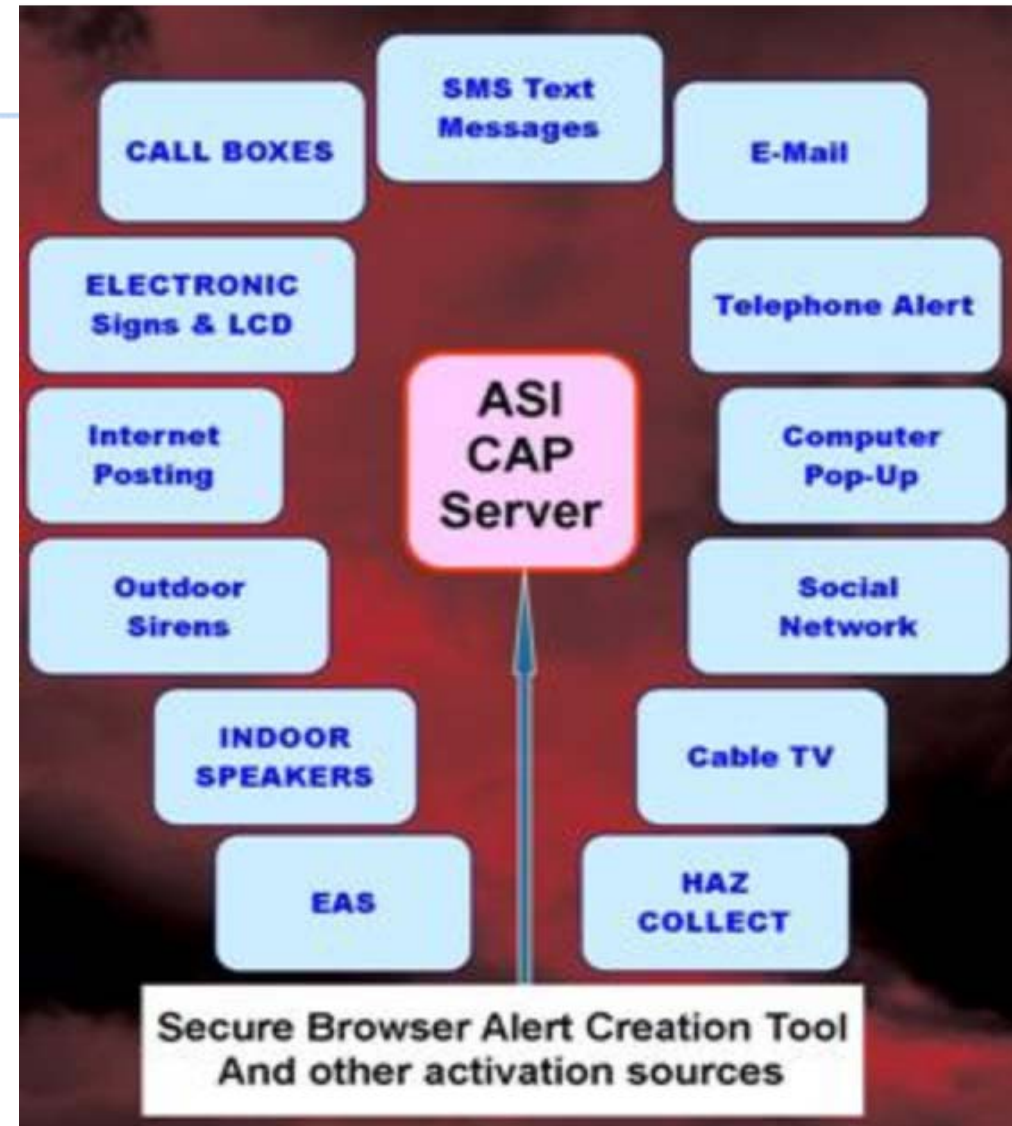 SMS Text
Messages
CALL BOXES
E-Mail
ELECTRONIC
Signs & LCD
Telephone Alert
ASI
CAP
Server
Internet
Posting
Computer
Pop-Up
Outdoor
Sirens
Social
Network
INDOOR
SPEAKERS
Cable TV
EAS
HAZ
COLLECT
Secure Browser Alert Creation Tool
And other activation sources